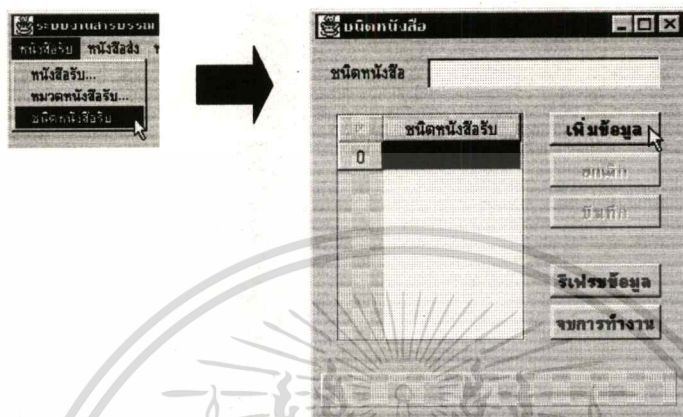 ระบบงานสารบรรณ
หนังสือรับ หนังสือส่ง
หนังสือรับ...
หมวดหนังสือรับ...
ชนิดหนังสือรับ
ชนิดหนังสือ
ชนิดหนังสือ
ชนิดหนังสือรับ
0
เพิ่มข้อมูล
ยกเลิก
บันทึก
รีเฟรชข้อมูล
จบการทำงาน